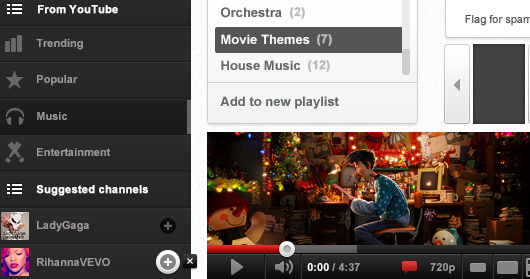 From YouTube
Trending
Popular
Music
Entertainment
Suggested channels
LadyGaga
RihannaVEVO
Orchestra (2)
Movie Themes (7)
House Music (12)
Add to new playlist
Flag for spam
0:00 / 4:37
720p